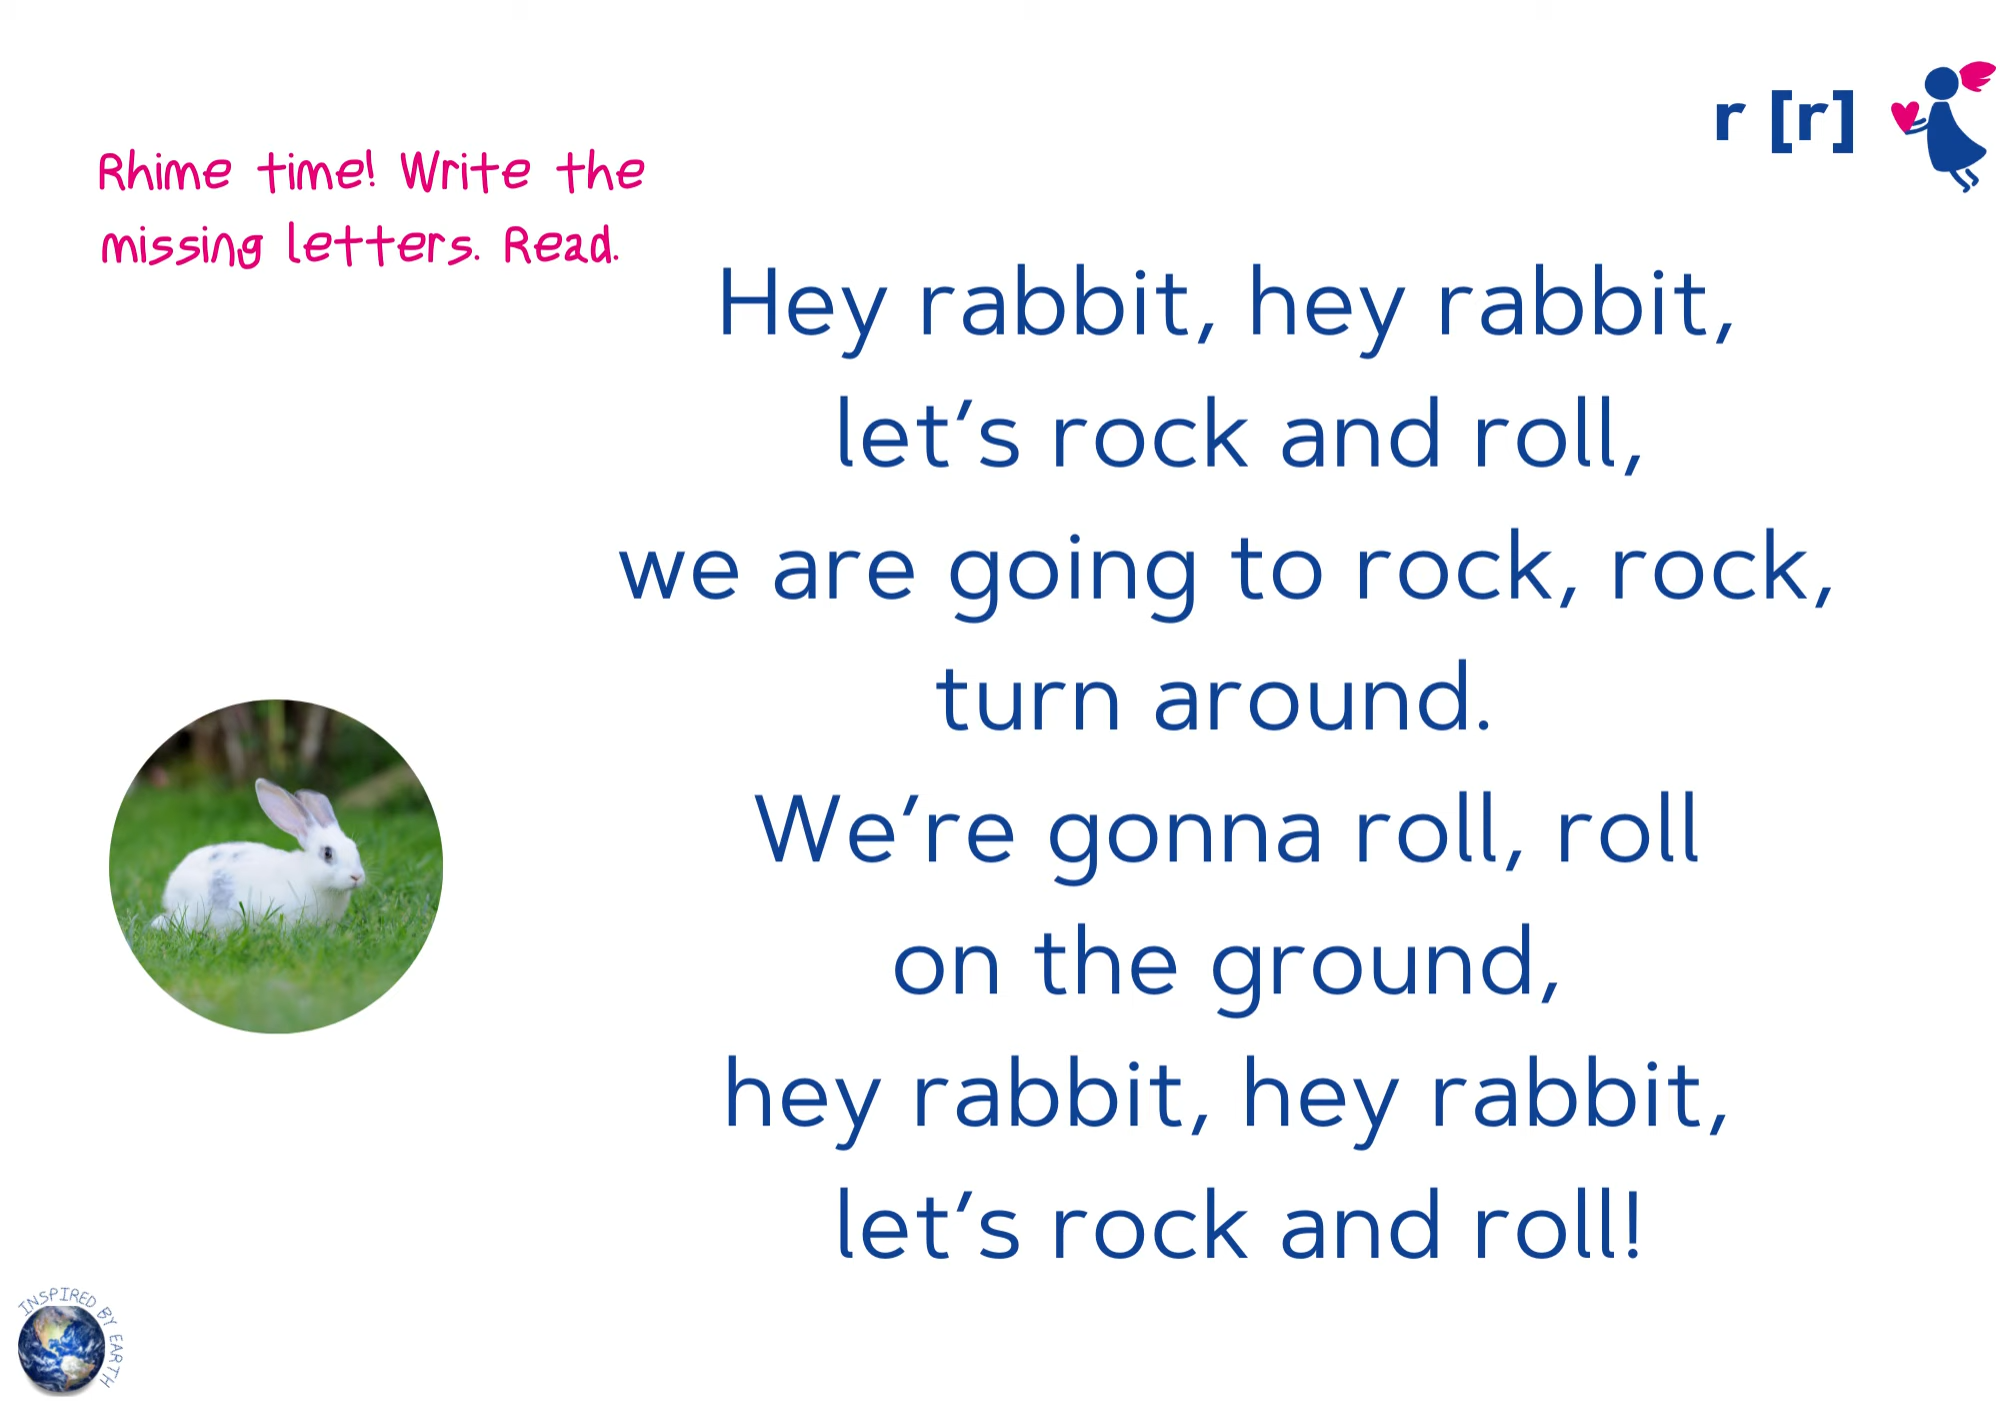 r [r]
Rhime time! Write the
missing letters. Read.
Hey rabbit, hey rabbit,
let's rock and roll,
we are going to rock, rock,
turn around.
We're gonna roll, roll
on the ground,
hey rabbit, hey rabbit,
let's rock and roll!
INSPIRED BY EARTH